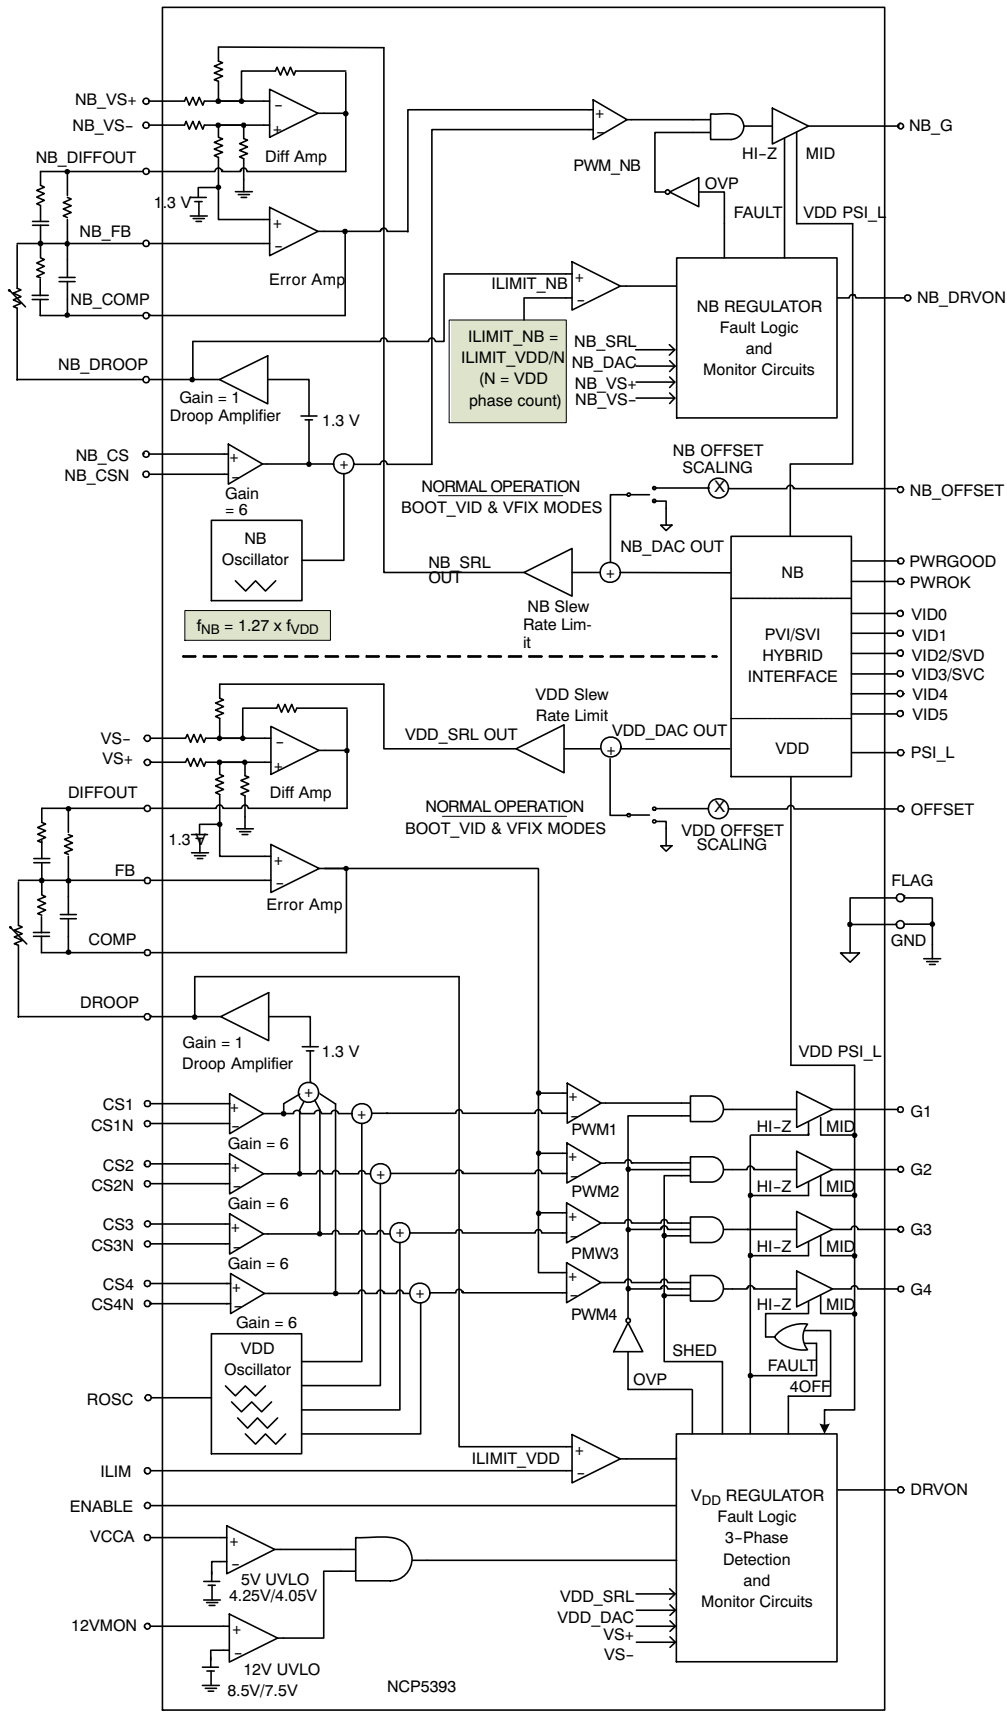 NB_VS+
NB_VS-
NB_DIFFOUT
Diff Amp
1.3 V
NB_FB
Error Amp
NB_COMP
NB_DROOP
Gain = 1
Droop Amplifier
1.3 V
NB_CS
NB_CSN
Gain
= 6
NB
Oscillator
fNB = 1.27 x fVDD
PWM_NB
HI-Z
MID
NB_G
OVP
FAULT
VDD PSI_L
ILIMIT_NB
ILIMIT_NB =
ILIMIT_VDD/N
(N = VDD
phase count)
NB_SRL
NB_DAC
NB_VS+
NB_VS-
NB REGULATOR
Fault Logic
and
Monitor Circuits
NB_DRVON
NB OFFSET
SCALING
NORMAL OPERATION
BOOT_VID & VFIX MODES
NB_OFFSET
NB_SRL
OUT
NB_DAC OUT
NB Slew
Rate Lim-
it
NB
PVI/SVI
HYBRID
INTERFACE
VDD
PWRGOOD
PWROK
VID0
VID1
VID2/SVD
VID3/SVC
VID4
VID5
PSI_L
VDD Slew
Rate Limit
VDD_SRL OUT
VDD_DAC OUT
VS-
VS+
DIFFOUT
Diff Amp
NORMAL OPERATION
BOOT_VID & VFIX MODES
VDD OFFSET
SCALING
OFFSET
1.3 V
FB
Error Amp
COMP
FLAG
GND
DROOP
Gain = 1
Droop Amplifier
1.3 V
VDD PSI_L
CS1
CS1N
Gain = 6
PWM1
HI-Z
MID
G1
CS2
CS2N
Gain = 6
PWM2
HI-Z
MID
G2
CS3
CS3N
Gain = 6
PMW3
HI-Z
MID
G3
CS4
CS4N
Gain = 6
PWM4
HI-Z
MID
G4
VDD
Oscillator
ROSC
OVP
SHED
FAULT
4OFF
ILIMIT_VDD
ILIM
ENABLE
VCCA
5V UVLO
4.25V/4.05V
12VMON
12V UVLO
8.5V/7.5V
VDD REGULATOR
Fault Logic
3-Phase
Detection
and
Monitor Circuits
DRVON
VDD_SRL
VDD_DAC
VS+
VS-
NCP5393